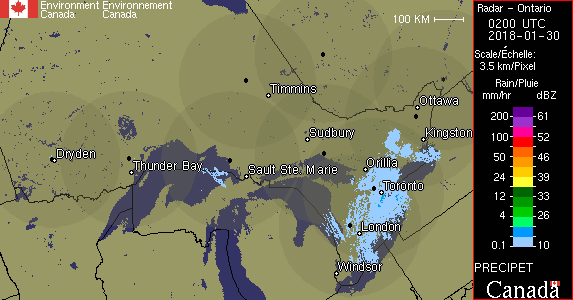 Environment Environnement
Canada Canada
100 KM
Timmins
Ottawa
Sudbury
Kingston
Dryden
Thunder Bay
Sault Ste. Marie
Orillia
Toronto
London
Windsor
Radar - Ontario
0200 UTC
2018-01-30
Scale/Échelle:
3.5 km/Pixel
Rain/Pluie
mm/hr dBZ
200 61
100 52
50 46
24 39
12 33
4 26
0.1 10
PRECIPET
Canada